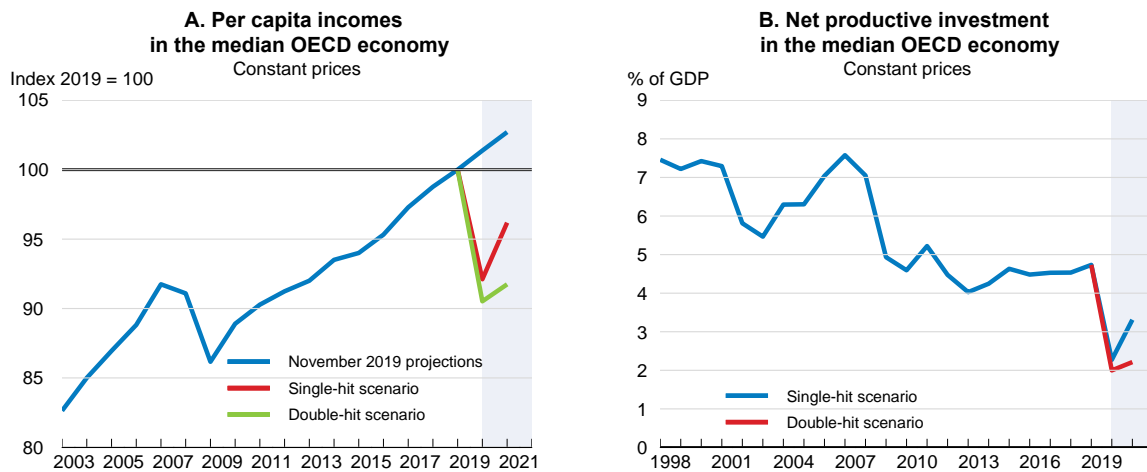 A. Per capita incomes
in the median OECD economy
Constant prices
Index 2019 = 100
105
100
95
90
85
80
November 2019 projections
Single-hit scenario
Double-hit scenario
2003 2005 2007 2009 2011 2013 2015 2017 2019 2021
B. Net productive investment
in the median OECD economy
Constant prices
% of GDP
9
8
7
6
5
4
3
2
1
0
Single-hit scenario
Double-hit scenario
1998 2001 2004 2007 2010 2013 2016 2019